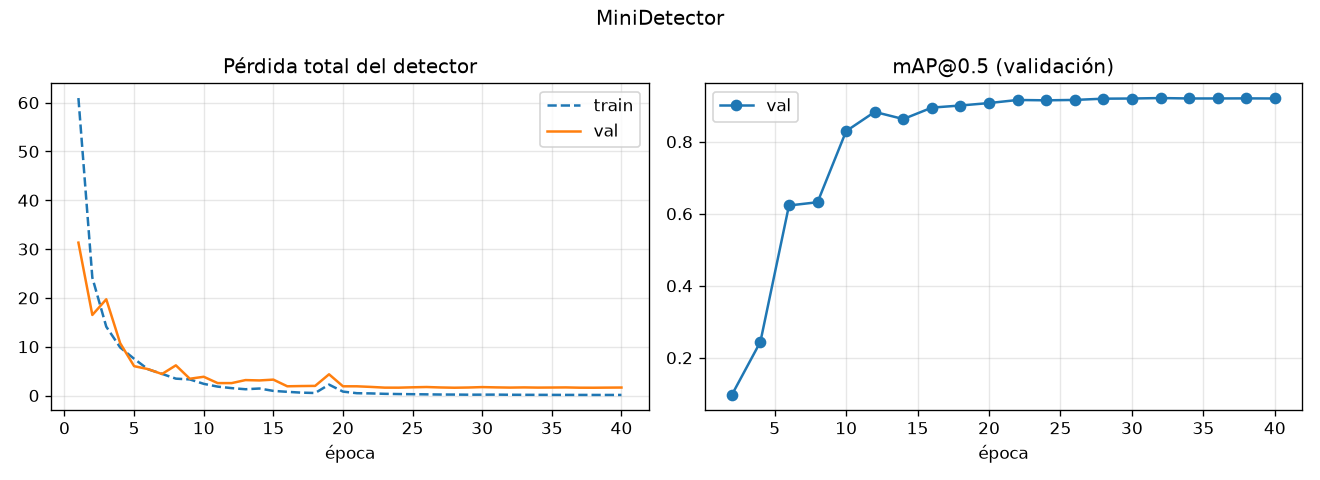 MiniDetector
Pérdida total del detector
60
50
40
30
20
10
0
train
val
0 5 10 15 20 25 30 35 40
época
mAP@0.5 (validación)
val
0.8
0.6
0.4
0.2
5 10 15 20 25 30 35 40
época